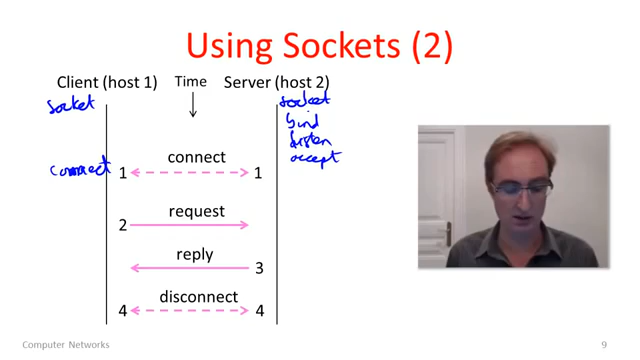 Using Sockets (2)
Client (host 1) Time Server (host 2)
socket socket
bind
listen
connect accept
connect
1 1
request
2
reply
3
disconnect
4 4
Computer Networks 9